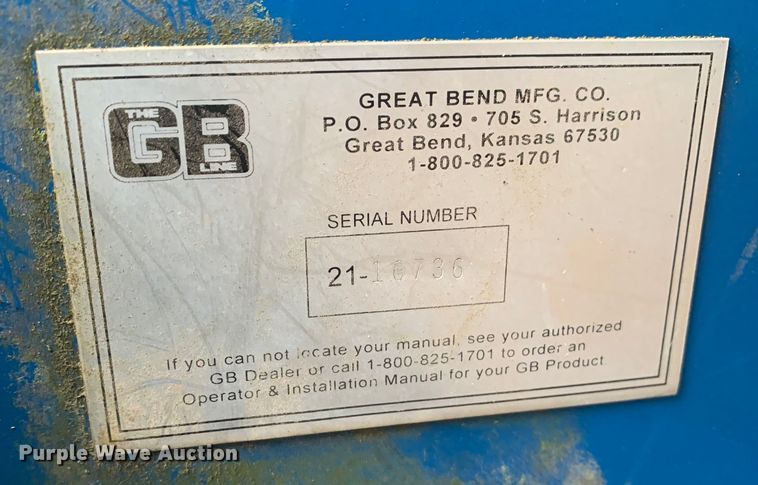 THE
GB
LINE
GREAT BEND MFG. CO.
P.O. Box 829 • 705 S. Harrison
Great Bend, Kansas 67530
1-800-825-1701
SERIAL NUMBER
21-16736
If you can not locate your manual, see your authorized
GB Dealer or call 1-800-825-1701 to order an
Operator & Installation Manual for your GB Product
Purple Wave Auction